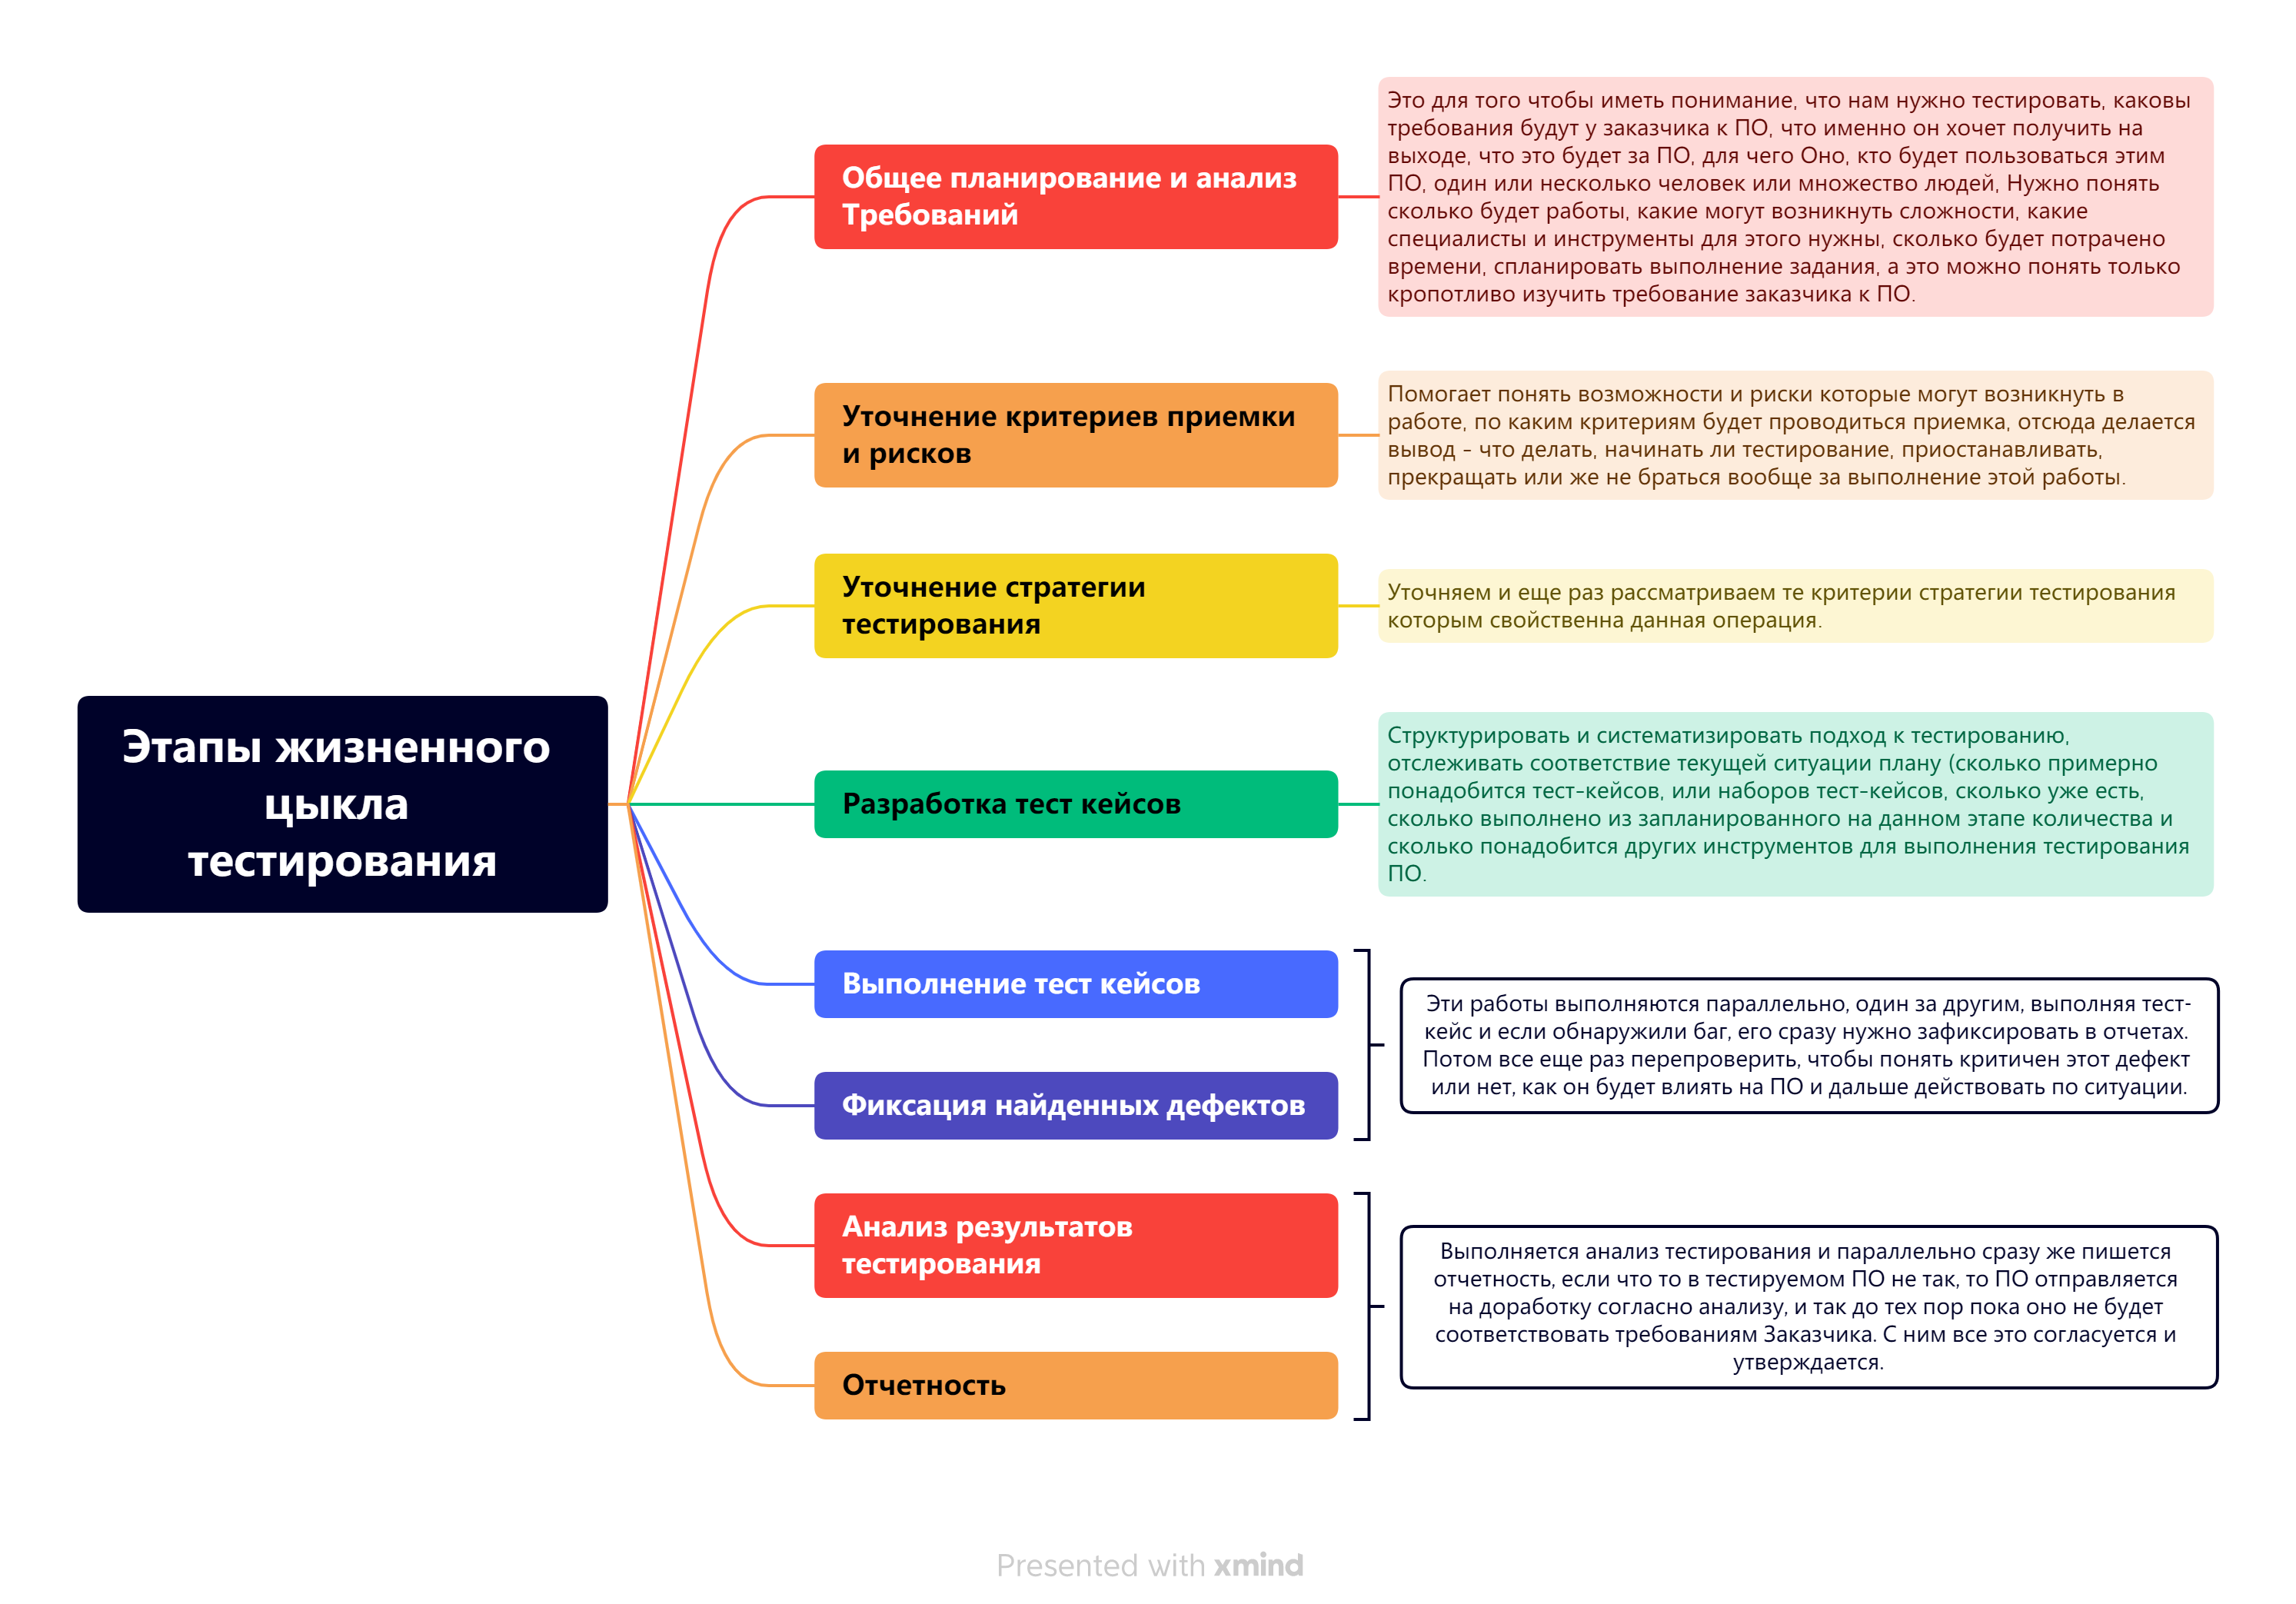 Этапы жизненного
цыкла
тестирования
Общее планирование и анализ
Требований
Это для того чтобы иметь понимание, что нам нужно тестировать, каковы
требования будут у заказчика к ПО, что именно он хочет получить на
выходе, что это будет за ПО, для чего Оно, кто будет пользоваться этим
ПО, один или несколько человек или множество людей, Нужно понять
сколько будет работы, какие могут возникнуть сложности, какие
специалисты и инструменты для этого нужны, сколько будет потрачено
времени, спланировать выполнение задания, а это можно понять только
кропотливо изучить требование заказчика к ПО.
Уточнение критериев приемки
и рисков
Помогает понять возможности и риски которые могут возникнуть в
работе, по каким критериям будет проводиться приемка, отсюда делается
вывод - что делать, начинать ли тестирование, приостанавливать,
прекращать или же не браться вообще за выполнение этой работы.
Уточнение стратегии
тестирования
Уточняем и еще раз рассматриваем те критерии стратегии тестирования
которым свойственна данная операция.
Разработка тест кейсов
Структурировать и систематизировать подход к тестированию,
отслеживать соответствие текущей ситуации плану (сколько примерно
понадобится тест-кейсов, или наборов тест-кейсов, сколько уже есть,
сколько выполнено из запланированного на данном этапе количества и
сколько понадобится других инструментов для выполнения тестирования
ПО.
Выполнение тест кейсов
Фиксация найденных дефектов
Эти работы выполняются параллельно, один за другим, выполняя тест-
кейс и если обнаружили баг, его сразу нужно зафиксировать в отчетах.
Потом все еще раз перепроверить, чтобы понять критичен этот дефект
или нет, как он будет влиять на ПО и дальше действовать по ситуации.
Анализ результатов
тестирования
Отчетность
Выполняется анализ тестирования и параллельно сразу же пишется
отчетность, если что то в тестируемом ПО не так, то ПО отправляется
на доработку согласно анализу, и так до тех пор пока оно не будет
соответствовать требованиям Заказчика. С ним все это согласуется и
утверждается.
Presented with xmind